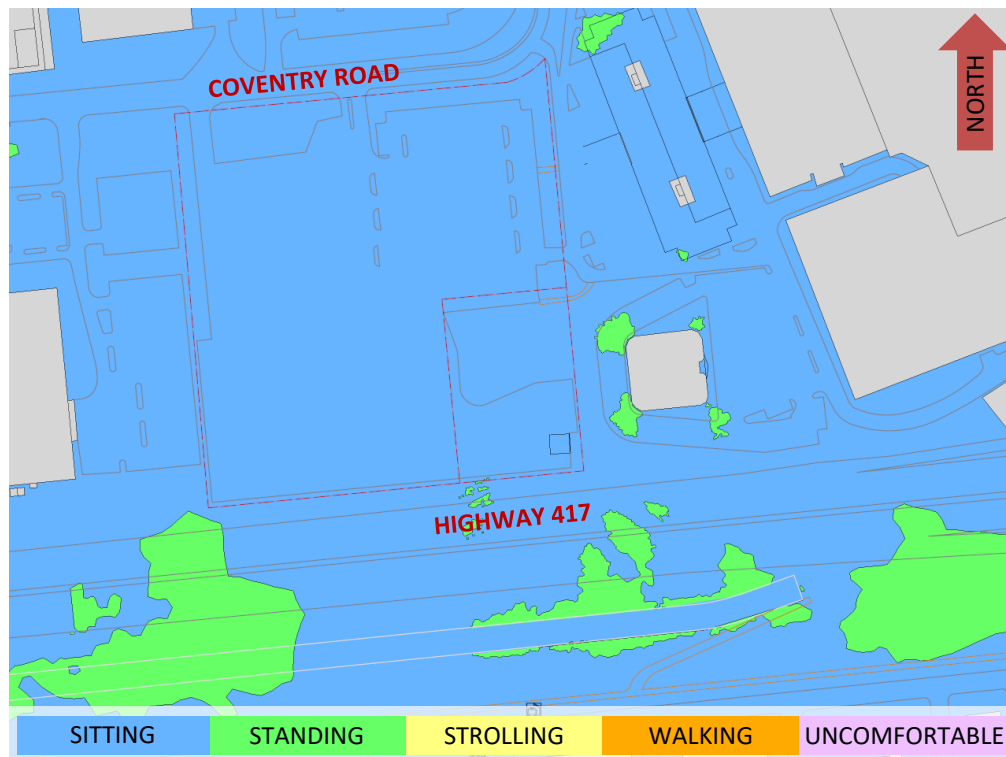 COVENTRY ROAD
NORTH
HIGHWAY 417
SITTING
STANDING
STROLLING
WALKING
UNCOMFORTABLE